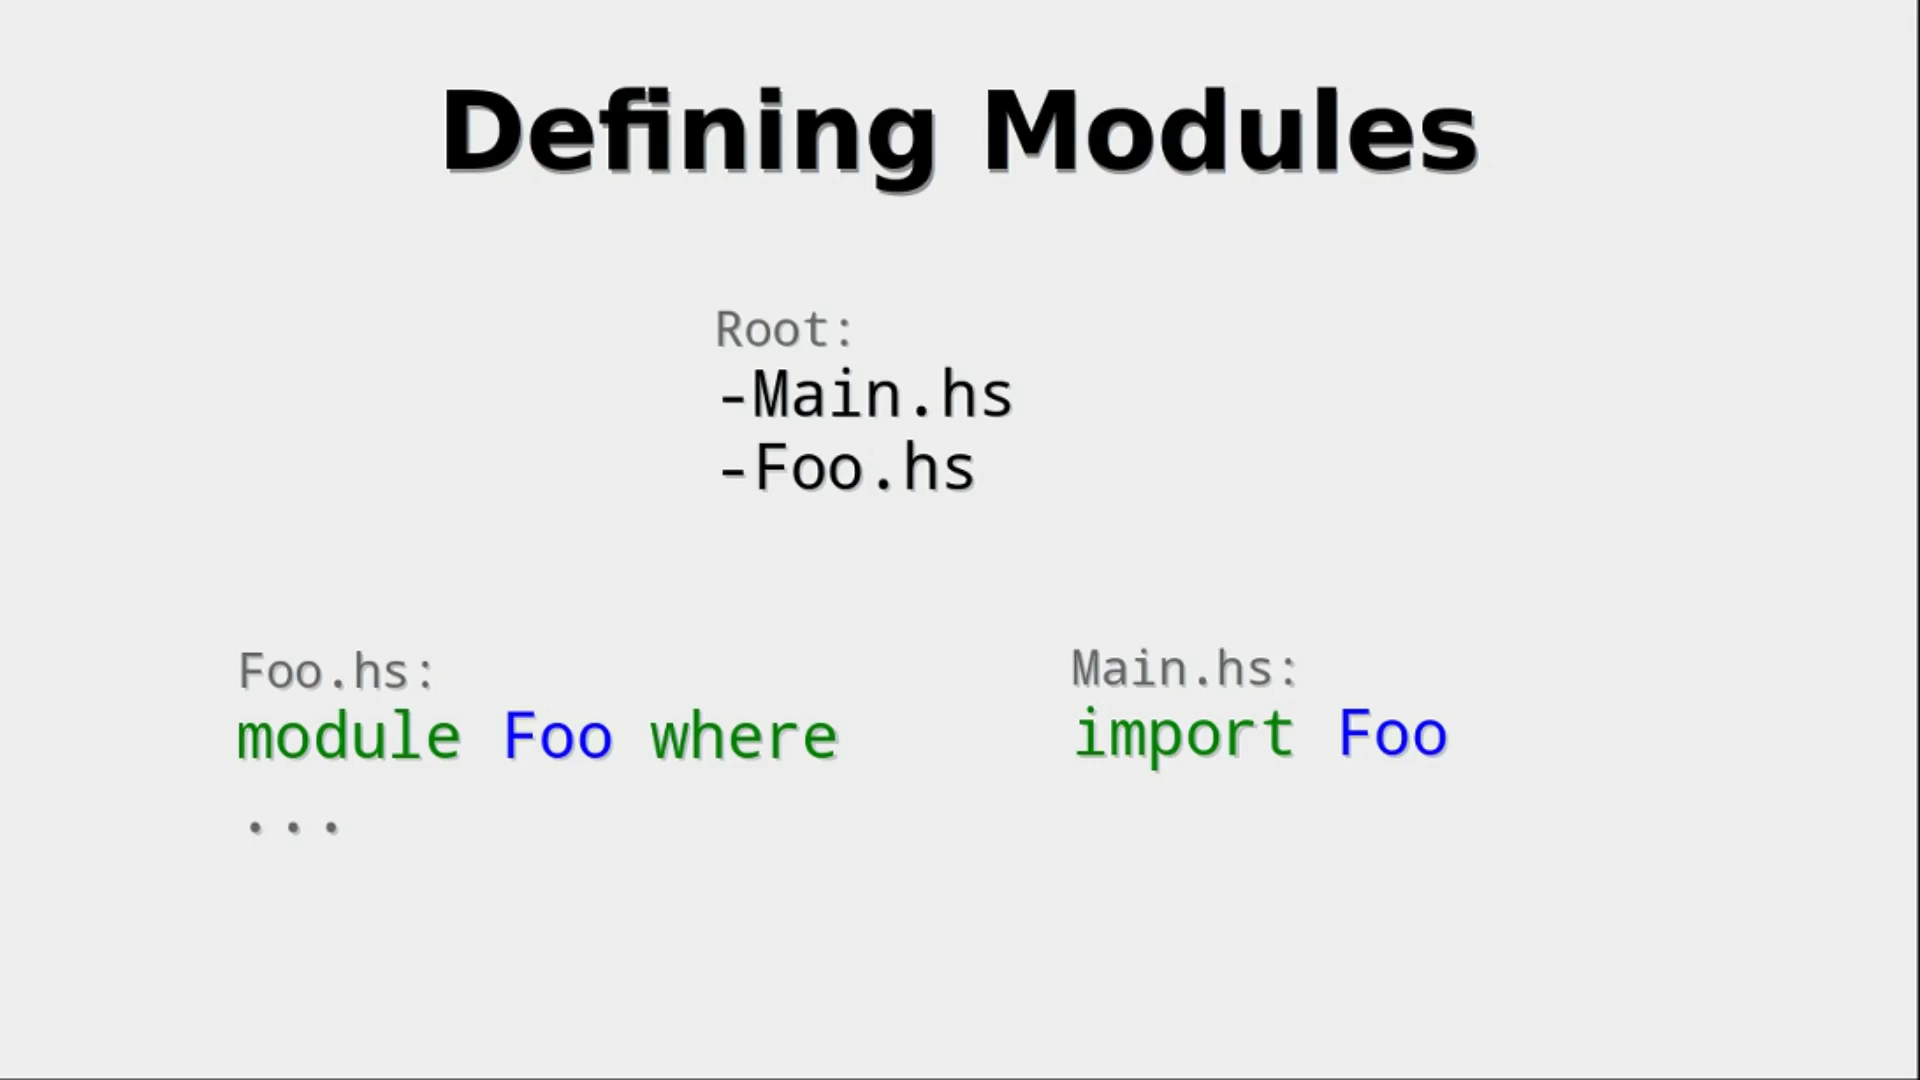 Defining Modules
Root:
-Main.hs
-Foo.hs
Foo.hs:
module Foo where
...
Main.hs:
import Foo